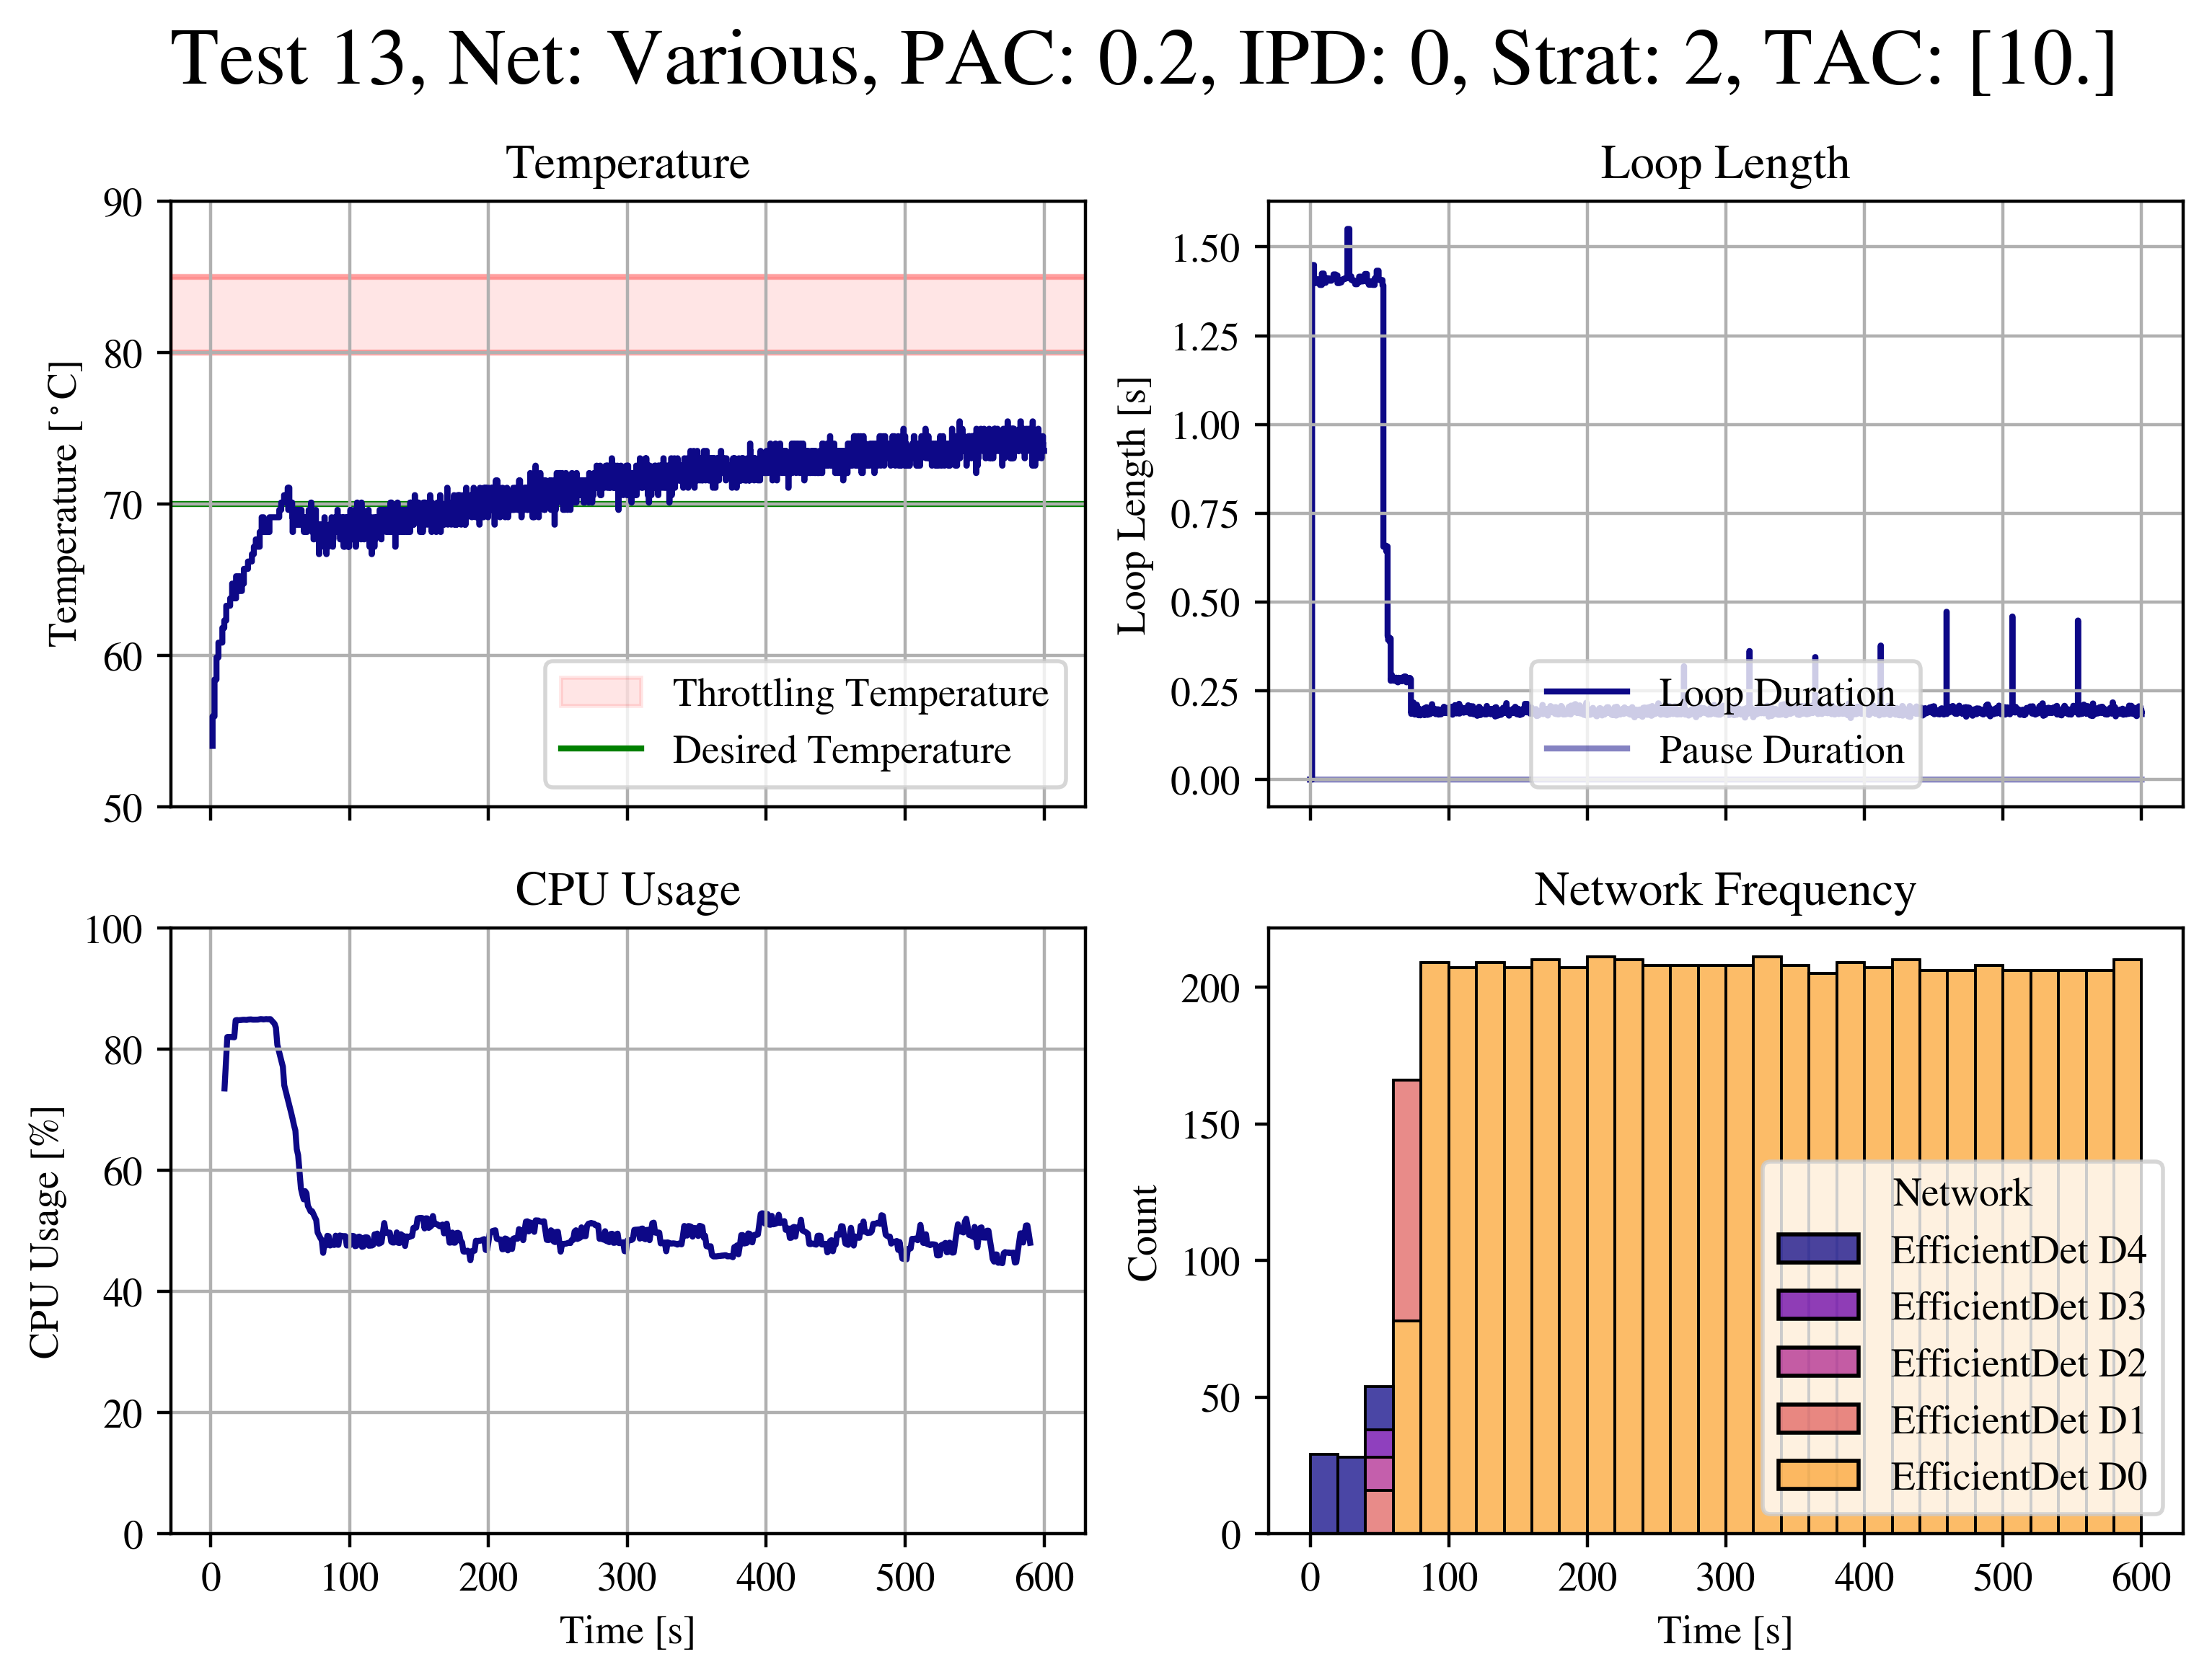 Test 13, Net: Various, PAC: 0.2, IPD: 0, Strat: 2, TAC: [10.]
Temperature
90
80
70
60
50
Temperature [°C]
Throttling Temperature
Desired Temperature
Loop Length
1.50
1.25
1.00
0.75
0.50
0.25
0.00
Loop Length [s]
Loop Duration
Pause Duration
CPU Usage
100
80
60
40
20
0
CPU Usage [%]
0 100 200 300 400 500 600
Time [s]
Network Frequency
200
150
100
50
0
Count
Network
EfficientDet D4
EfficientDet D3
EfficientDet D2
EfficientDet D1
EfficientDet D0
0 100 200 300 400 500 600
Time [s]